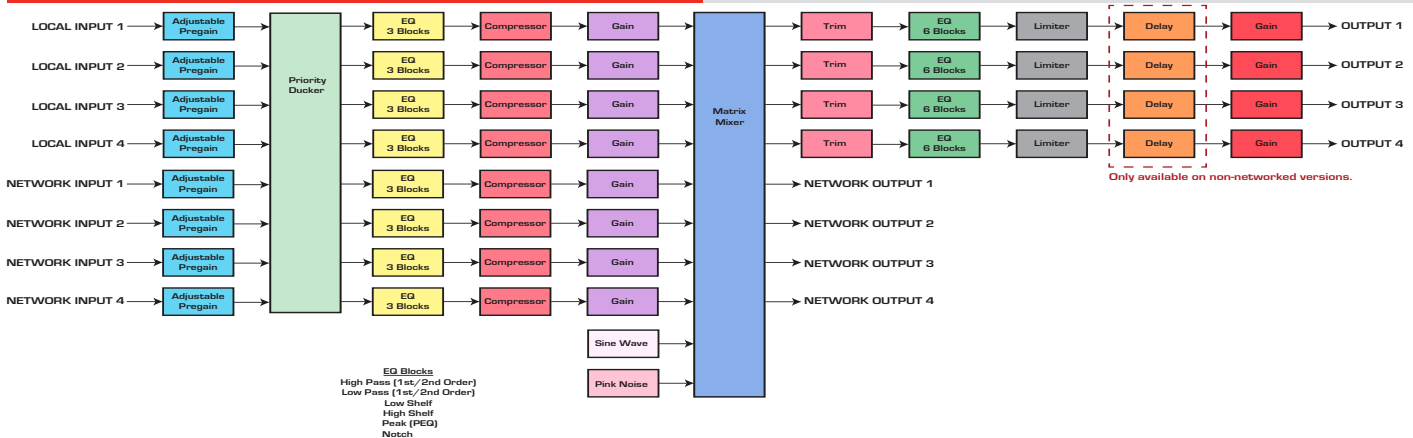 LOCAL INPUT 1
Adjustable
Pregain
EQ
3 Blocks
Compressor
Gain
Trim
EQ
6 Blocks
Limiter
Delay
Gain
OUTPUT 1
LOCAL INPUT 2
Adjustable
Pregain
Priority
Ducker
EQ
3 Blocks
Compressor
Gain
Trim
EQ
6 Blocks
Limiter
Delay
Gain
OUTPUT 2
LOCAL INPUT 3
Adjustable
Pregain
EQ
3 Blocks
Compressor
Gain
Matrix
Mixer
Trim
EQ
6 Blocks
Limiter
Delay
Gain
OUTPUT 3
LOCAL INPUT 4
Adjustable
Pregain
EQ
3 Blocks
Compressor
Gain
Trim
EQ
6 Blocks
Limiter
Delay
Gain
OUTPUT 4
Only available on non-networked versions.
NETWORK INPUT 1
Adjustable
Pregain
EQ
3 Blocks
Compressor
Gain
NETWORK OUTPUT 1
NETWORK INPUT 2
Adjustable
Pregain
EQ
3 Blocks
Compressor
Gain
NETWORK OUTPUT 2
NETWORK INPUT 3
Adjustable
Pregain
EQ
3 Blocks
Compressor
Gain
NETWORK OUTPUT 3
NETWORK INPUT 4
Adjustable
Pregain
EQ
3 Blocks
Compressor
Gain
NETWORK OUTPUT 4
Sine Wave
Pink Noise
EQ Blocks
High Pass (1st/2nd Order)
Low Pass (1st/2nd Order)
Low Shelf
High Shelf
Peak (PEQ)
Notch